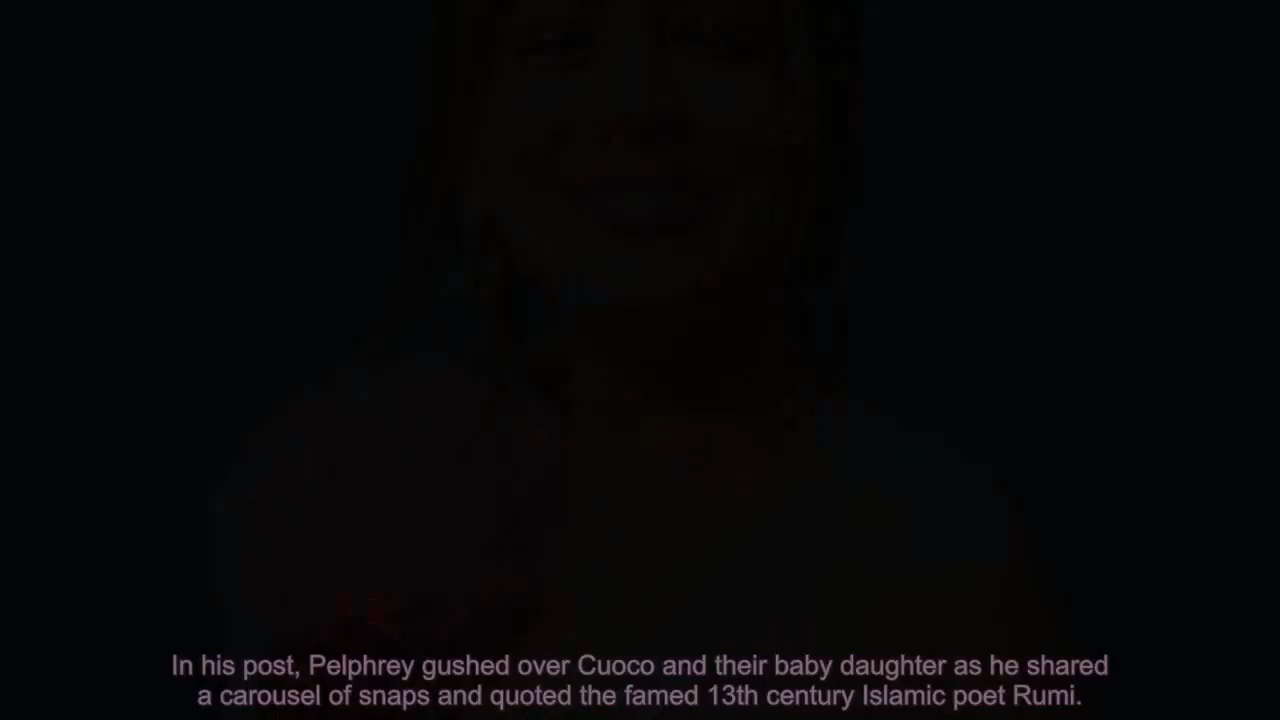 In his post, Pelphrey gushed over Cuoco and their baby daughter as he shared
a carousel of snaps and quoted the famed 13th century Islamic poet Rumi.